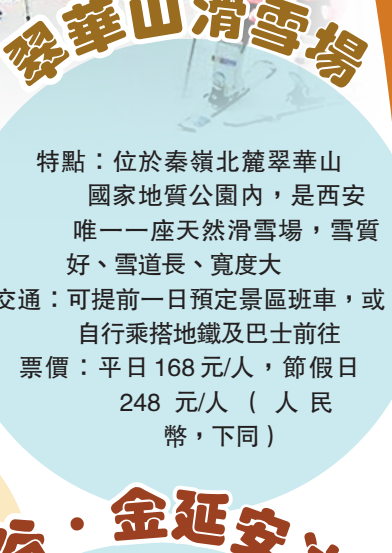 翠華山滑雪場
特點：位於秦嶺北麓翠華山
國家地質公園內，是西安
唯一一座天然滑雪場，雪質
好、雪道長、寬度大
交通：可提前一日預定景區班車，或
自行乘搭地鐵及巴士前往
票價：平日168元/人，節假日
248 元/人 （ 人 民
幣，下同）
·金延安